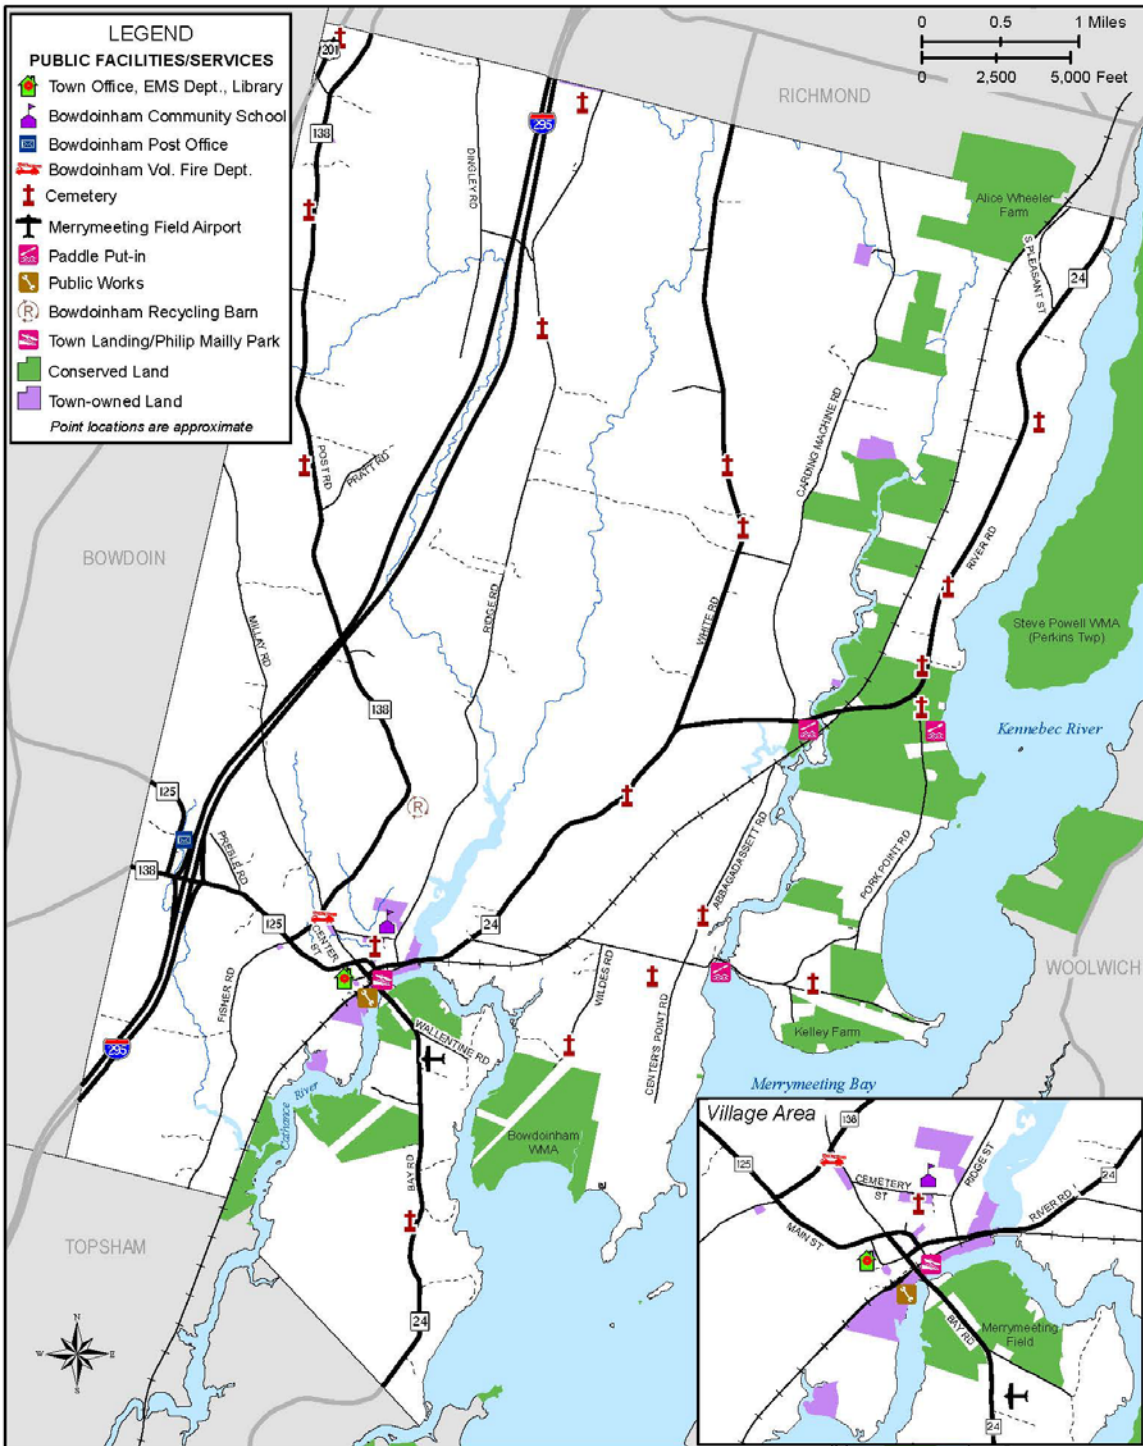 LEGEND
PUBLIC FACILITIES/SERVICES
Town Office, EMS Dept., Library
Bowdoinham Community School
Bowdoinham Post Office
Bowdoinham Vol. Fire Dept.
Cemetery
Merrymeeting Field Airport
Paddle Put-in
Public Works
R
Bowdoinham Recycling Barn
Town Landing/Philip Mailly Park
Conserved Land
Town-owned Land
Point locations are approximate
0 0.5 1 Miles
0 2,500 5,000 Feet
RICHMOND
201
138
295
DINGLEY RD
Alice Wheeler
Farm
S PLEASANT ST
24
CARDING MACHINE RD
POST RD
PRATT RD
RIVER RD
BOWDOIN
RIDGE RD
WHITE RD
MILLAY RD
Steve Powell WMA
(Perkins Twp)
138
Kennebec River
125
R
PREBLE RD
138
ABBAGADASSETT RD
PORK POINT RD
125
24
CENTER
ST
FISHER RD
WILDES RD
CENTER'S POINT RD
WOOLWICH
WALLENTINE RD
Kelley Farm
295
Cathance River
Merrymeeting Bay
Bowdoinham
WMA
BAY RD
TOPSHAM
24
N
W E
S
Village Area
138
125
CEMETERY
ST
RIDGE ST
24
RIVER RD
MAIN ST
BAY RD
Merrymeeting
Field
24